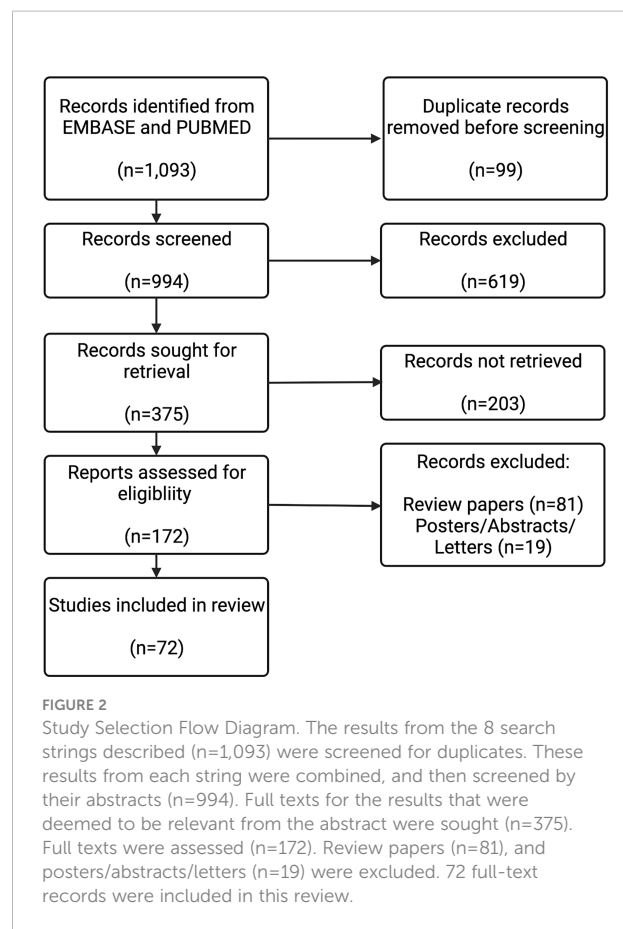 Records identified from
EMBASE and PUBMED
(n=1,093)
Duplicate records
removed before screening
(n=99)
Records screened
(n=994)
Records excluded
(n=619)
Records sought for
retrieval
(n=375)
Records not retrieved
(n=203)
Reports assessed for
eligibliity
(n=172)
Records excluded:
Review papers (n=81)
Posters/Abstracts/
Letters (n=19)
Studies included in review
(n=72)
FIGURE 2
Study Selection Flow Diagram. The results from the 8 search
strings described (n=1,093) were screened for duplicates. These
results from each string were combined, and then screened by
their abstracts (n=994). Full texts for the results that were
deemed to be relevant from the abstract were sought (n=375).
Full texts were assessed (n=172). Review papers (n=81), and
posters/abstracts/letters (n=19) were excluded. 72 full-text
records were included in this review.